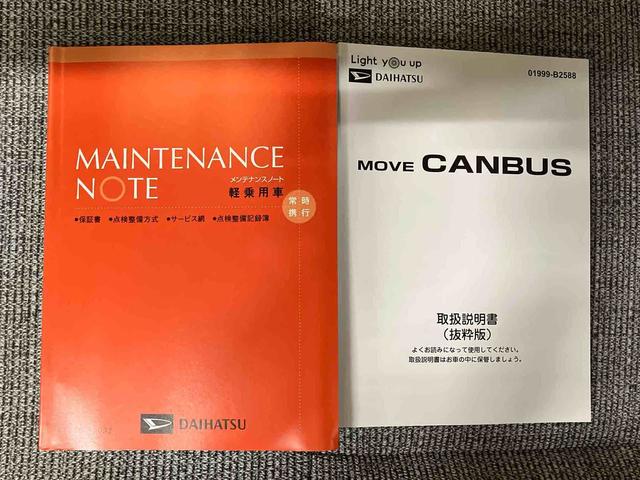 MAINTENANCE
NOTE
メンテナンスノート
軽乗用車
常時
携行
●保証書 ●点検整備方式 ●サービス網 ●点検整備記録簿
DAIHATSU
Light you up
DAIHATSU
01999-B2588
MOVE CANBUS
取扱説明書
(抜粋版)
よくお読みになって使用してください。
取扱説明書はお車の中に保管しましょう。